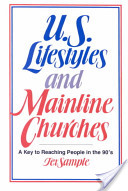 U.S.
Lifestyles
and
Mainline
Churches
A Key to Reaching People in the 90's
Tex Sample